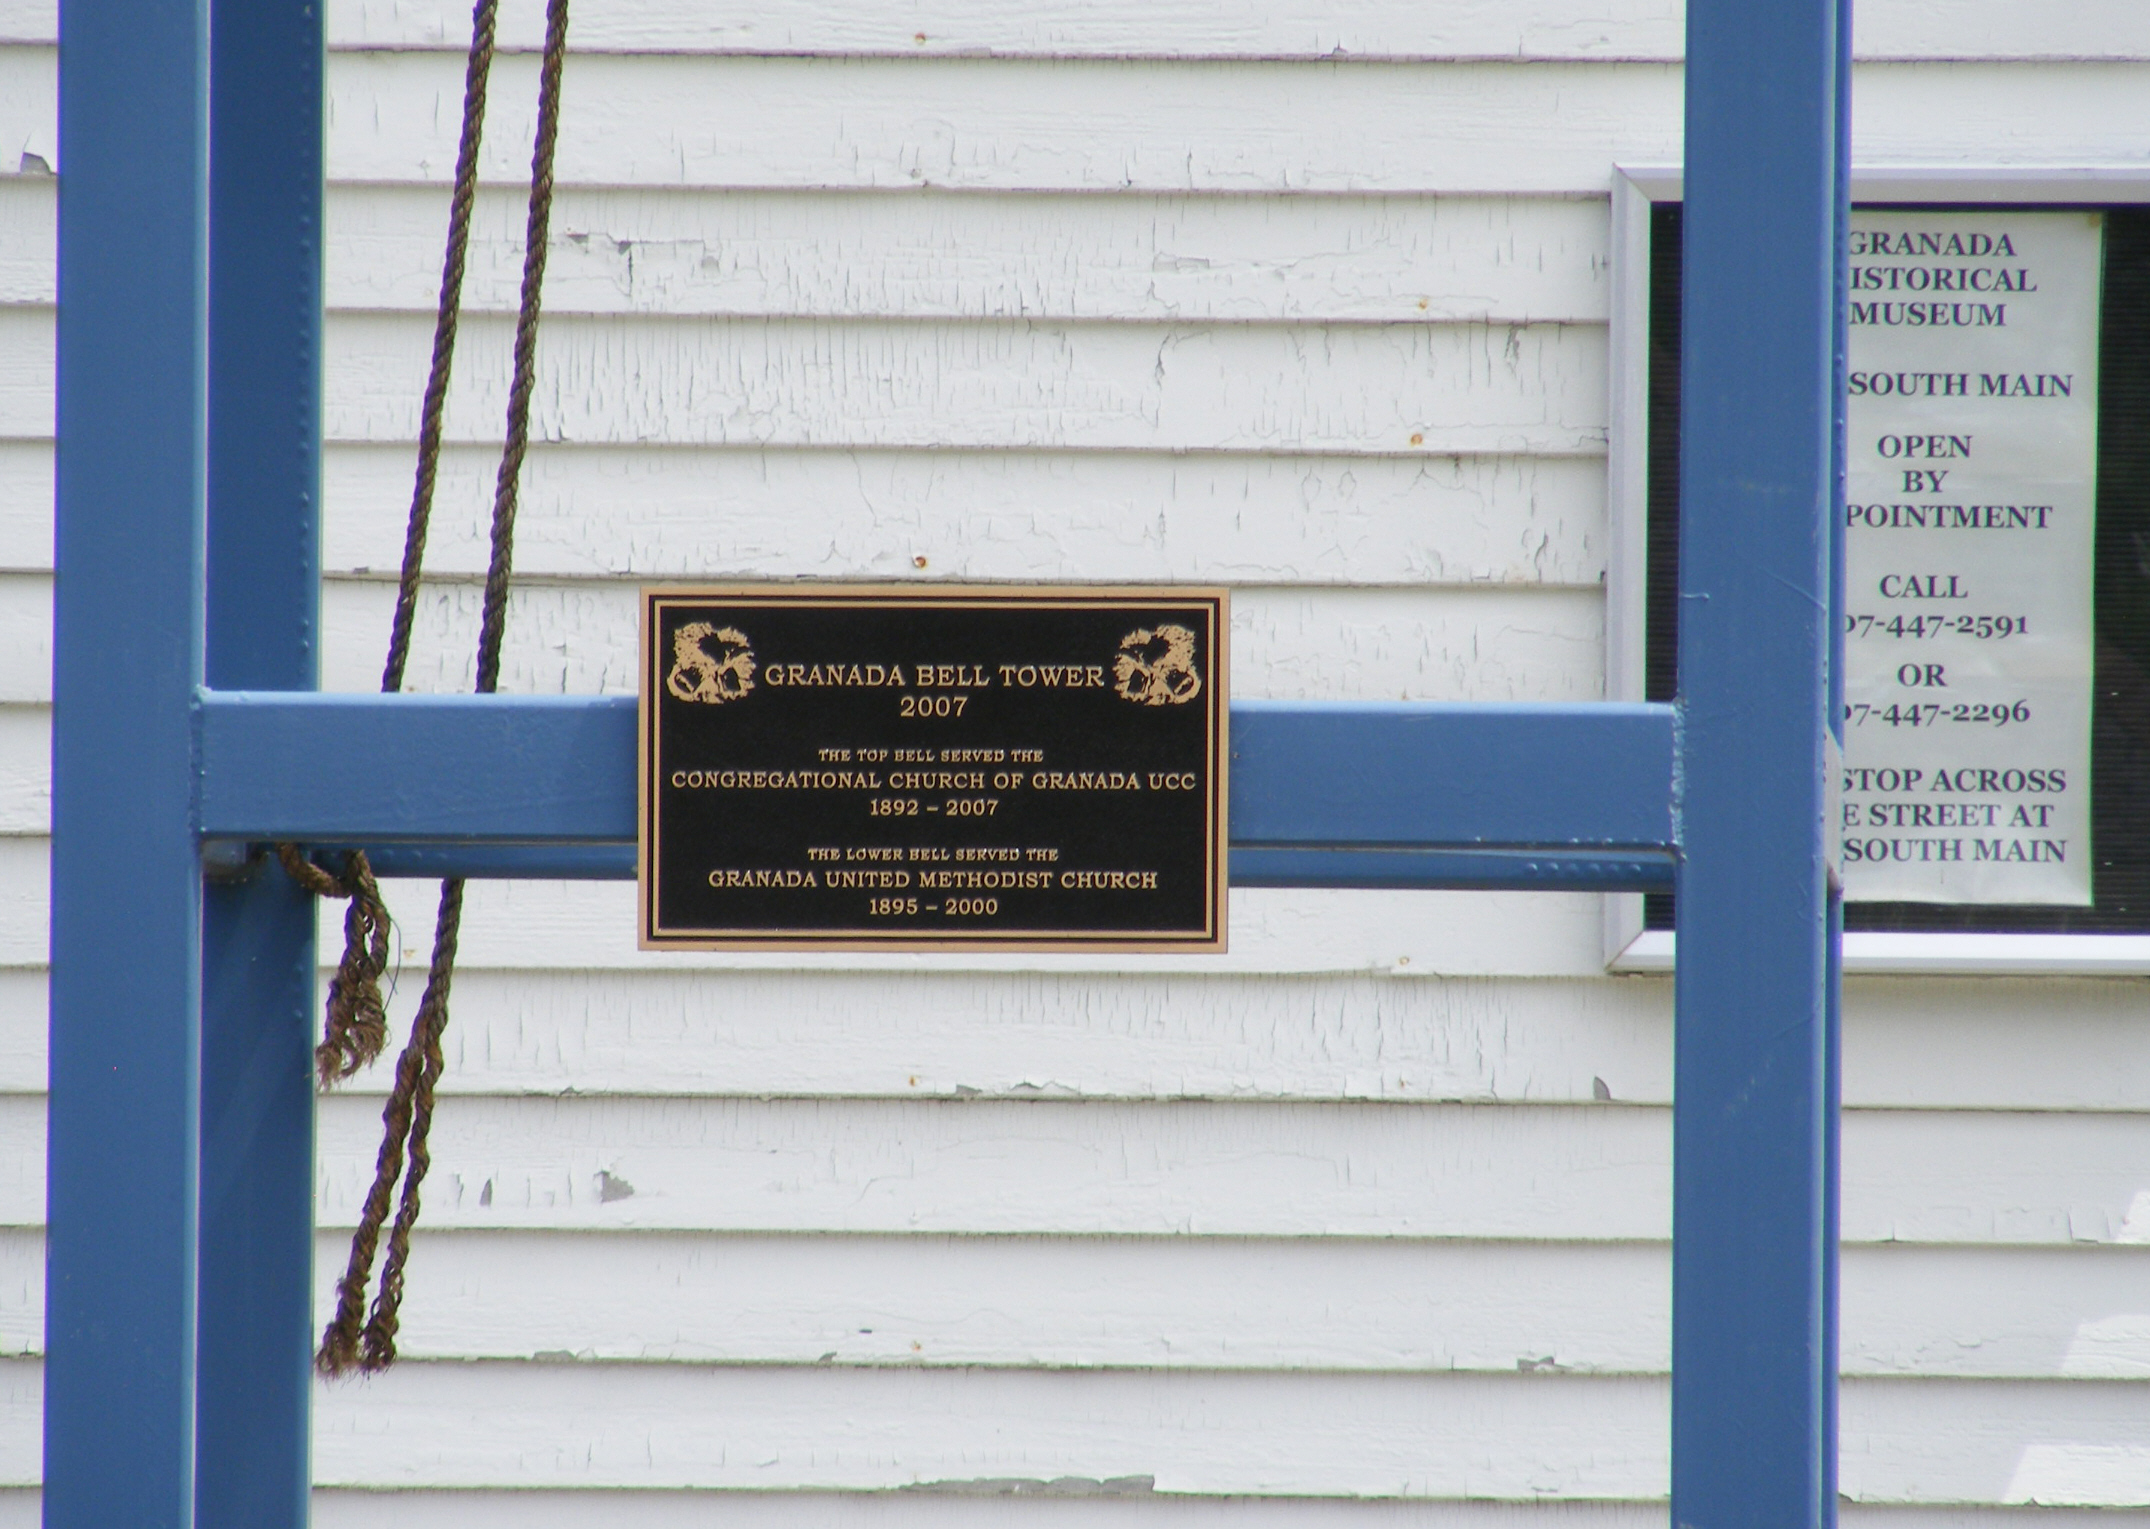 GRANADA BELL TOWER
2007
THE TOP BELL SERVED THE
CONGREGATIONAL CHURCH OF GRANADA UCC
1892 – 2007
THE LOWER BELL SERVED THE
GRANADA UNITED METHODIST CHURCH
1895 – 2000
GRANADA
ISTORICAL
MUSEUM
SOUTH MAIN
OPEN
BY
POINTMENT
CALL
07-447-2591
OR
07-447-2296
STOP ACROSS
E STREET AT
SOUTH MAIN